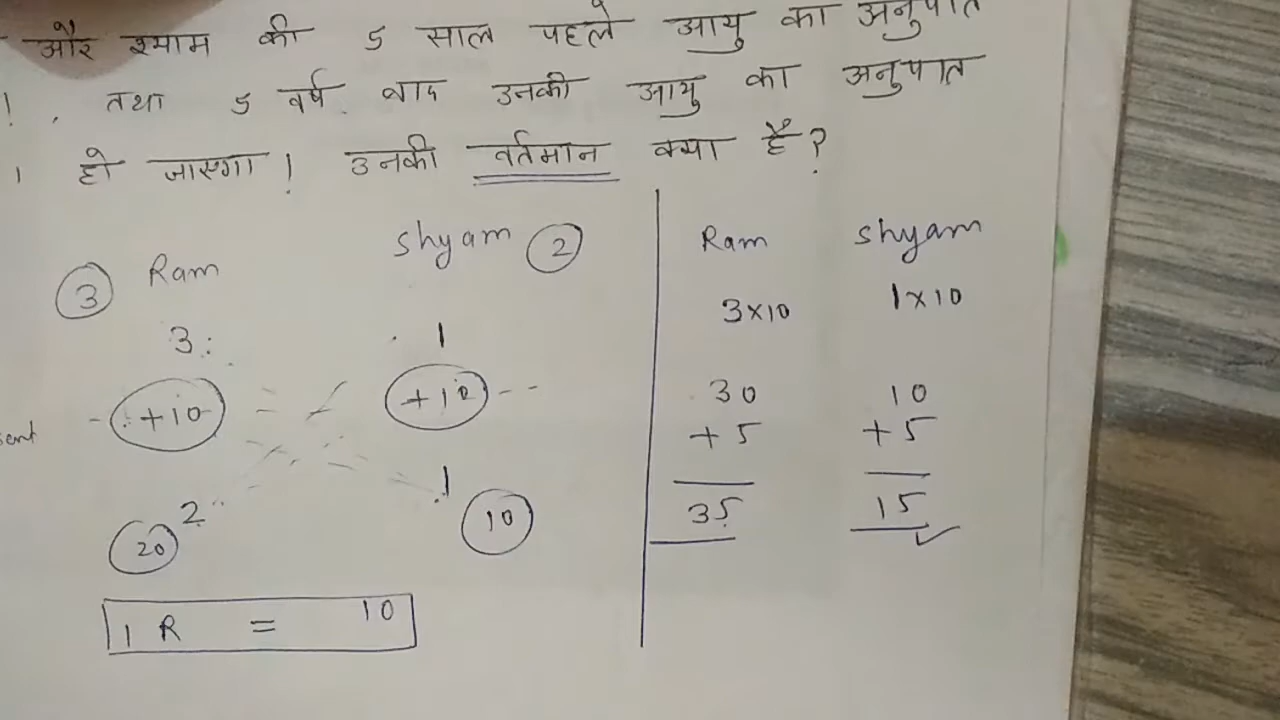 और श्याम की 5 साल पहले आयु का अनुपात
। , तथा 5 वर्ष बाद उनकी आयु का अनुपात
। हो जाएगा । उनकी वर्तमान क्या है ?
3 Ram Shyam 2
3 : 1
+10 +10
2 1
20 10
1 R = 10
Ram Shyam
3×10 1×10
30 10
+5 +5
35 15